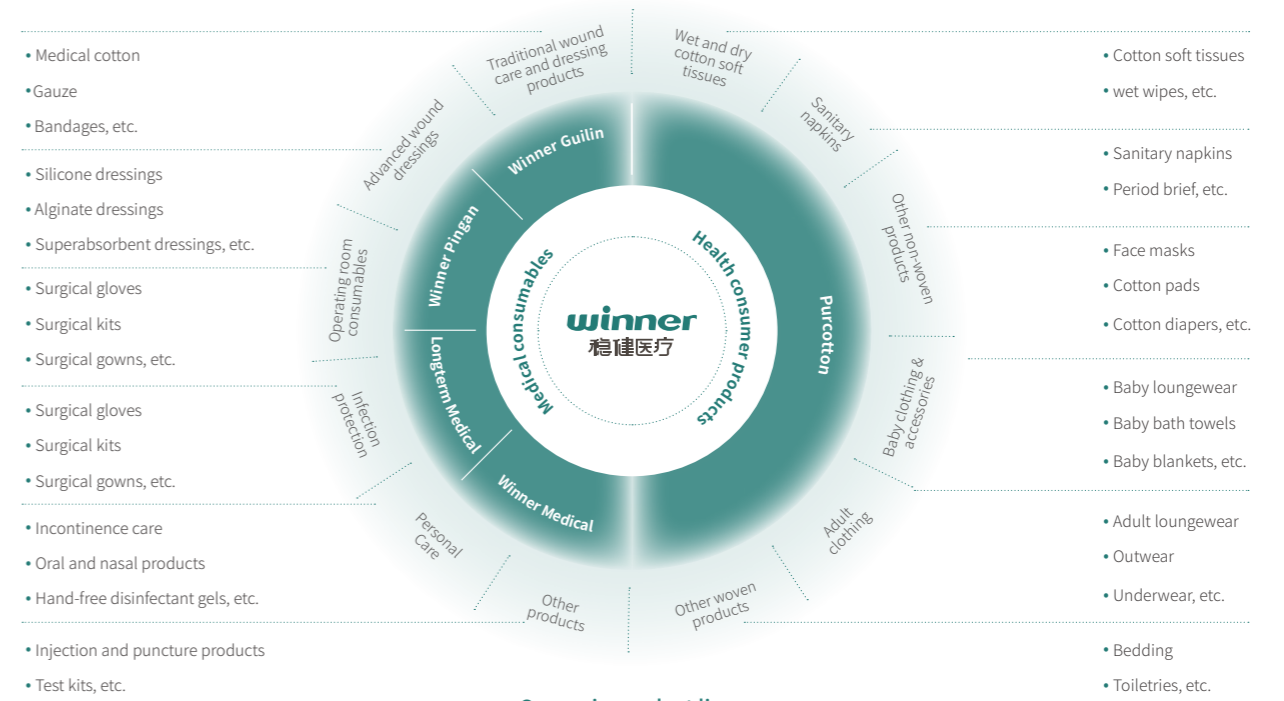 • Medical cotton
• Gauze
• Bandages, etc.
• Silicone dressings
• Alginate dressings
• Superabsorbent dressings, etc.
• Surgical gloves
• Surgical kits
• Surgical gowns, etc.
• Surgical gloves
• Surgical kits
• Surgical gowns, etc.
• Incontinence care
• Oral and nasal products
• Hand-free disinfectant gels, etc.
• Injection and puncture products
• Test kits, etc.
Traditional wound
care and dressing
products
Advanced wound
dressings
Operating room
consumables
Infection
protection
Personal
Care
Other
products
Winner Guilin
Winner Pingan
Longterm Medical
Winner Medical
Medical consumables
winner
稳健医疗
Health consumer products
Purcotton
Wet and dry
cotton soft
tissues
Sanitary
napkins
Other non-woven
products
Baby clothing &
accessories
Adult
clothing
Other woven
products
• Cotton soft tissues
• wet wipes, etc.
• Sanitary napkins
• Period brief, etc.
• Face masks
• Cotton pads
• Cotton diapers, etc.
• Baby loungewear
• Baby bath towels
• Baby blankets, etc.
• Adult loungewear
• Outwear
• Underwear, etc.
• Bedding
• Toiletries, etc.